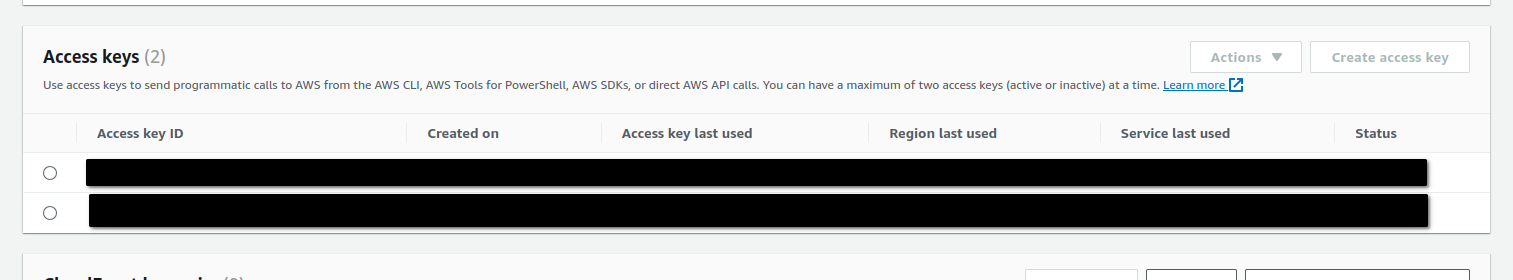 Access keys (2)
Actions
Create access key
Use access keys to send programmatic calls to AWS from the AWS CLI, AWS Tools for PowerShell, AWS SDKs, or direct AWS API calls. You can have a maximum of two access keys (active or inactive) at a time. Learn more
Access key ID Created on Access key last used Region last used Service last used Status